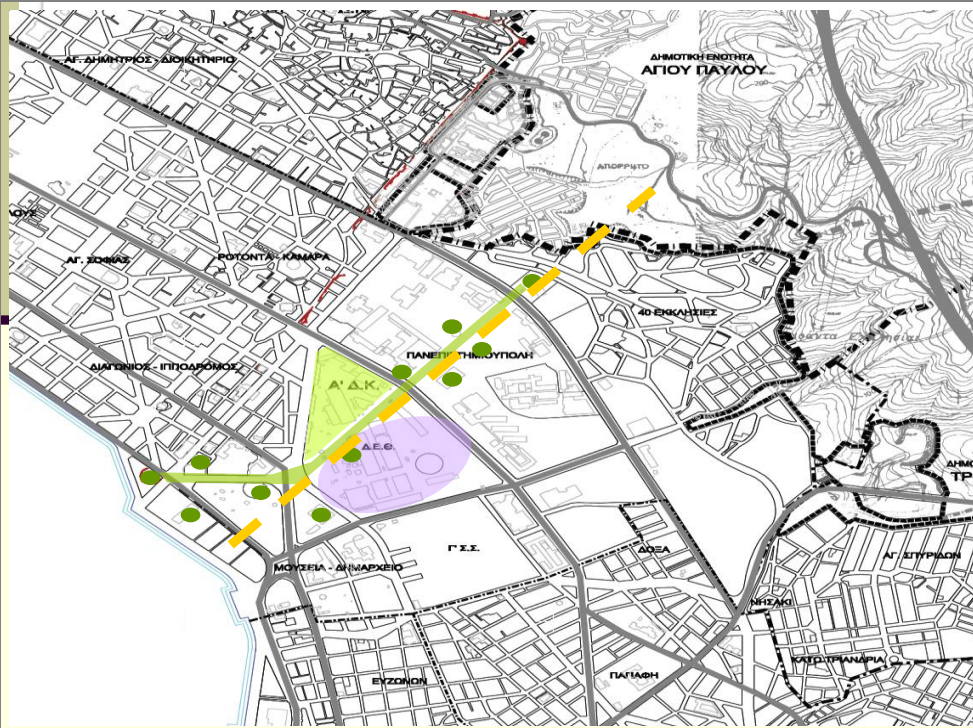 ΑΓ. ΔΗΜΗΤΡΙΟΣ - ΔΙΟΙΚΗΤΗΡΙΟ
ΔΗΜΟΤΙΚΗ ΕΝΟΤΗΤΑ
ΑΓΙΟΥ ΠΑΥΛΟΥ
ΑΠΟΡΡΙΑΤΟ
ΑΓ. ΣΟΦΙΑΣ
ΡΟΤΟΝΤΑ - ΚΑΜΑΡΑ
40 ΕΚΚΛΗΣΙΕΣ
ΠΑΝΕΠΙΣΤΗΜΙΟΥΠΟΛΗ
ΔΙΑΓΩΝΙΟΣ - ΙΠΠΟΔΡΟΜΟΣ
Α' Δ.Κ.
Δ.Ε.Θ.
Γ' Σ.Σ.
ΔΟΞΑ
ΑΓ. ΣΠΥΡΙΔΩΝ
ΜΟΥΣΕΙΑ - ΔΗΜΑΡΧΕΙΟ
ΝΗΣΑΚΙ
ΚΑΤΩ ΤΡΙΑΝΔΡΙΑ
ΕΥΖΩΝΩΝ
ΠΑΠΑΦΗ